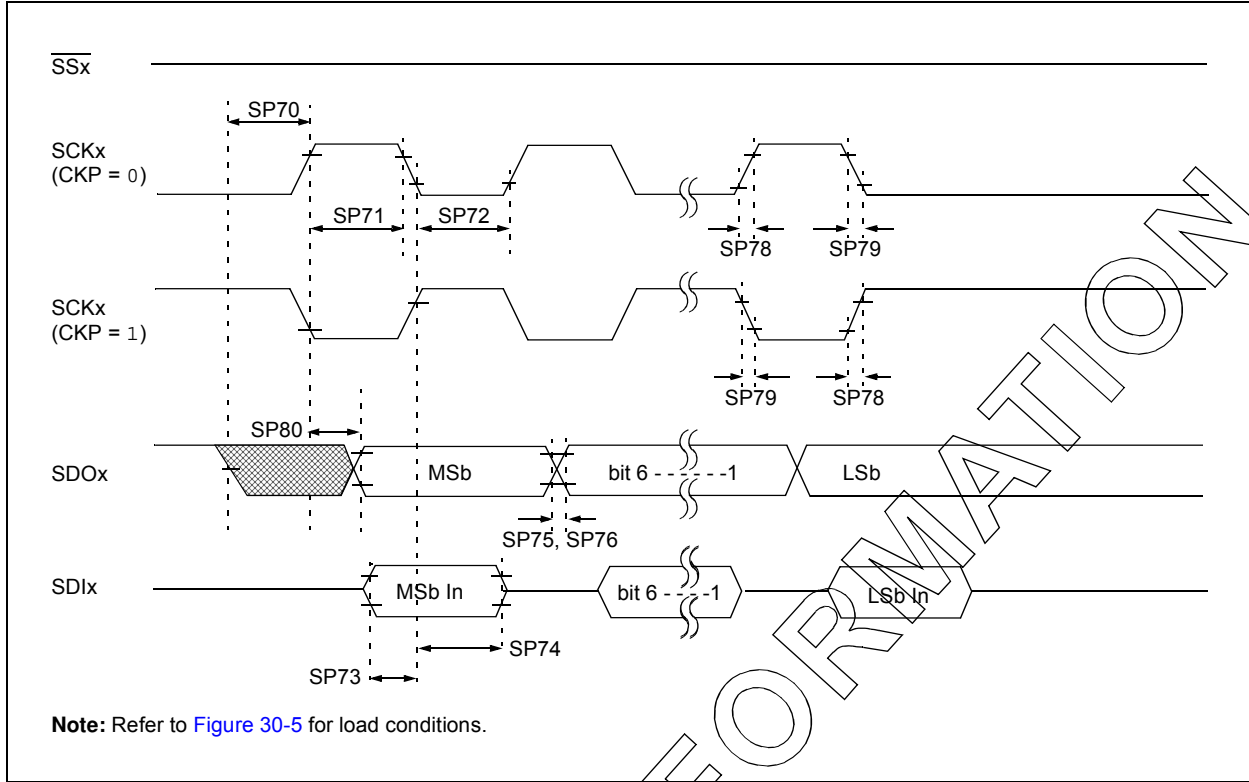 SSx
SP70
SCKx
(CKP = 0)
SP71 SP72
SP78 SP79
SCKx
(CKP = 1)
SP79 SP78
SP80
SDOx
MSb bit 6 - - - - - -1 LSb
SP75, SP76
SDIx
MSb In bit 6 - - - - -1 LSb In
SP74
SP73
Note: Refer to Figure 30-5 for load conditions.
FORMATION